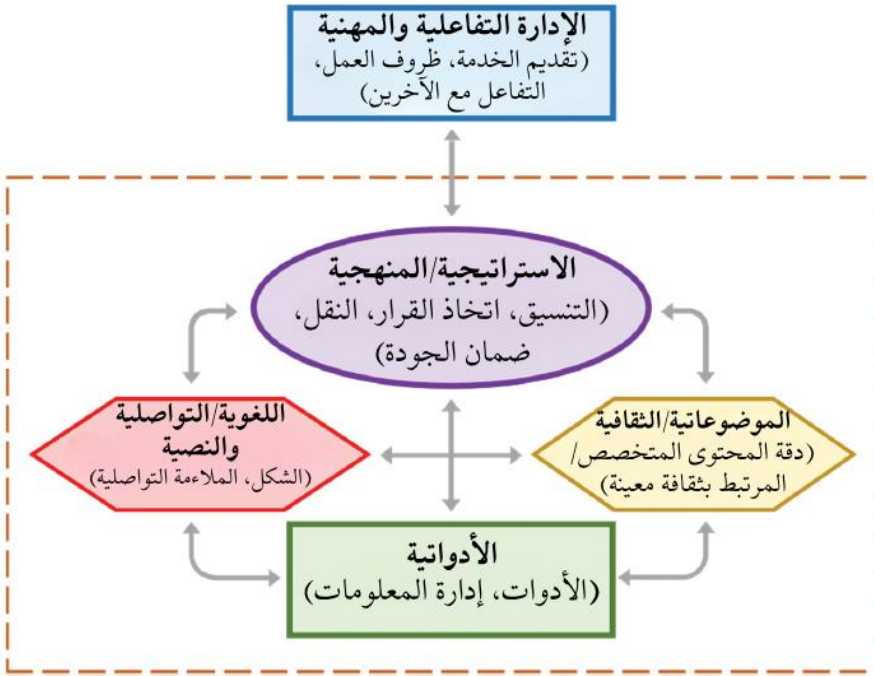 الإدارة التفاعلية والمهنية
(تقديم الخدمة، ظروف العمل،
التفاعل مع الآخرين)
الاستراتيجية/المنهجية
(التنسيق، اتخاذ القرار، النقل،
ضمان الجودة)
الموضوعاتية/الثقافية
(دقة المحتوى المتخصص/
المرتبط بثقافة معينة)
اللغوية/التواصلية
والنصية
(الشكل، الملاءمة التواصلية)
الأدواتية
(الأدوات، إدارة المعلومات)